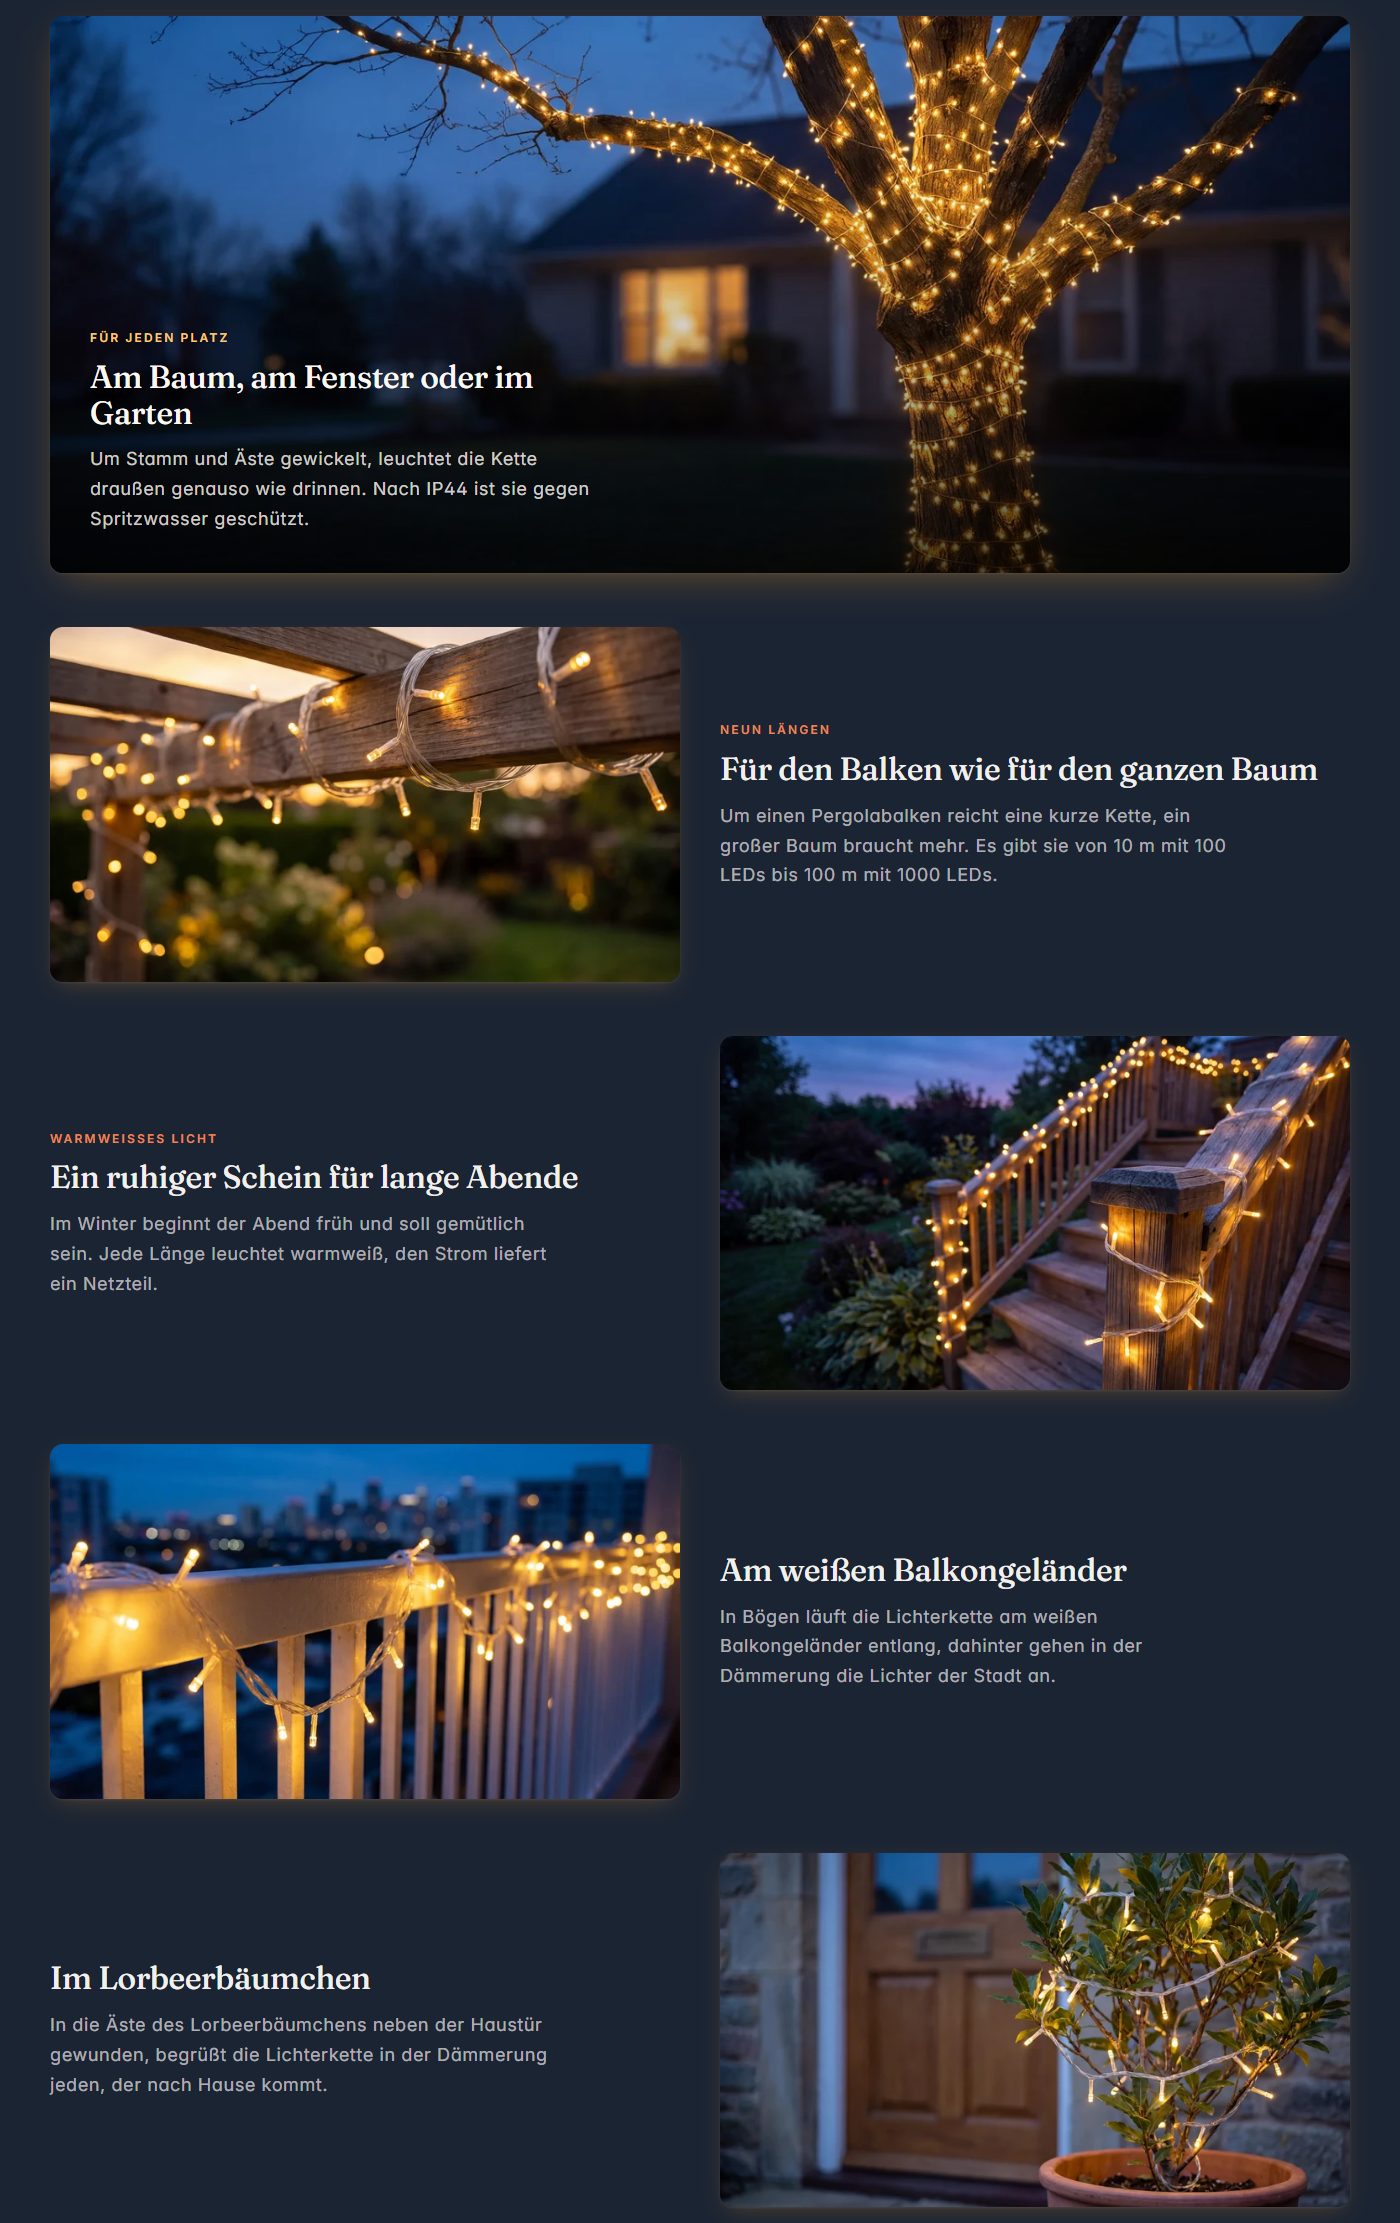 FÜR JEDEN PLATZ
Am Baum, am Fenster oder im
Garten
Um Stamm und Äste gewickelt, leuchtet die Kette
draußen genauso wie drinnen. Nach IP44 ist sie gegen
Spritzwasser geschützt.
NEUN LÄNGEN
Für den Balken wie für den ganzen Baum
Um einen Pergolabalken reicht eine kurze Kette, ein
großer Baum braucht mehr. Es gibt sie von 10 m mit 100
LEDs bis 100 m mit 1000 LEDs.
WARMWEISSES LICHT
Ein ruhiger Schein für lange Abende
Im Winter beginnt der Abend früh und soll gemütlich
sein. Jede Länge leuchtet warmweiß, den Strom liefert
ein Netzteil.
Am weißen Balkongeländer
In Bögen läuft die Lichterkette am weißen
Balkongeländer entlang, dahinter gehen in der
Dämmerung die Lichter der Stadt an.
Im Lorbeerbäumchen
In die Äste des Lorbeerbäumchens neben der Haustür
gewunden, begrüßt die Lichterkette in der Dämmerung
jeden, der nach Hause kommt.